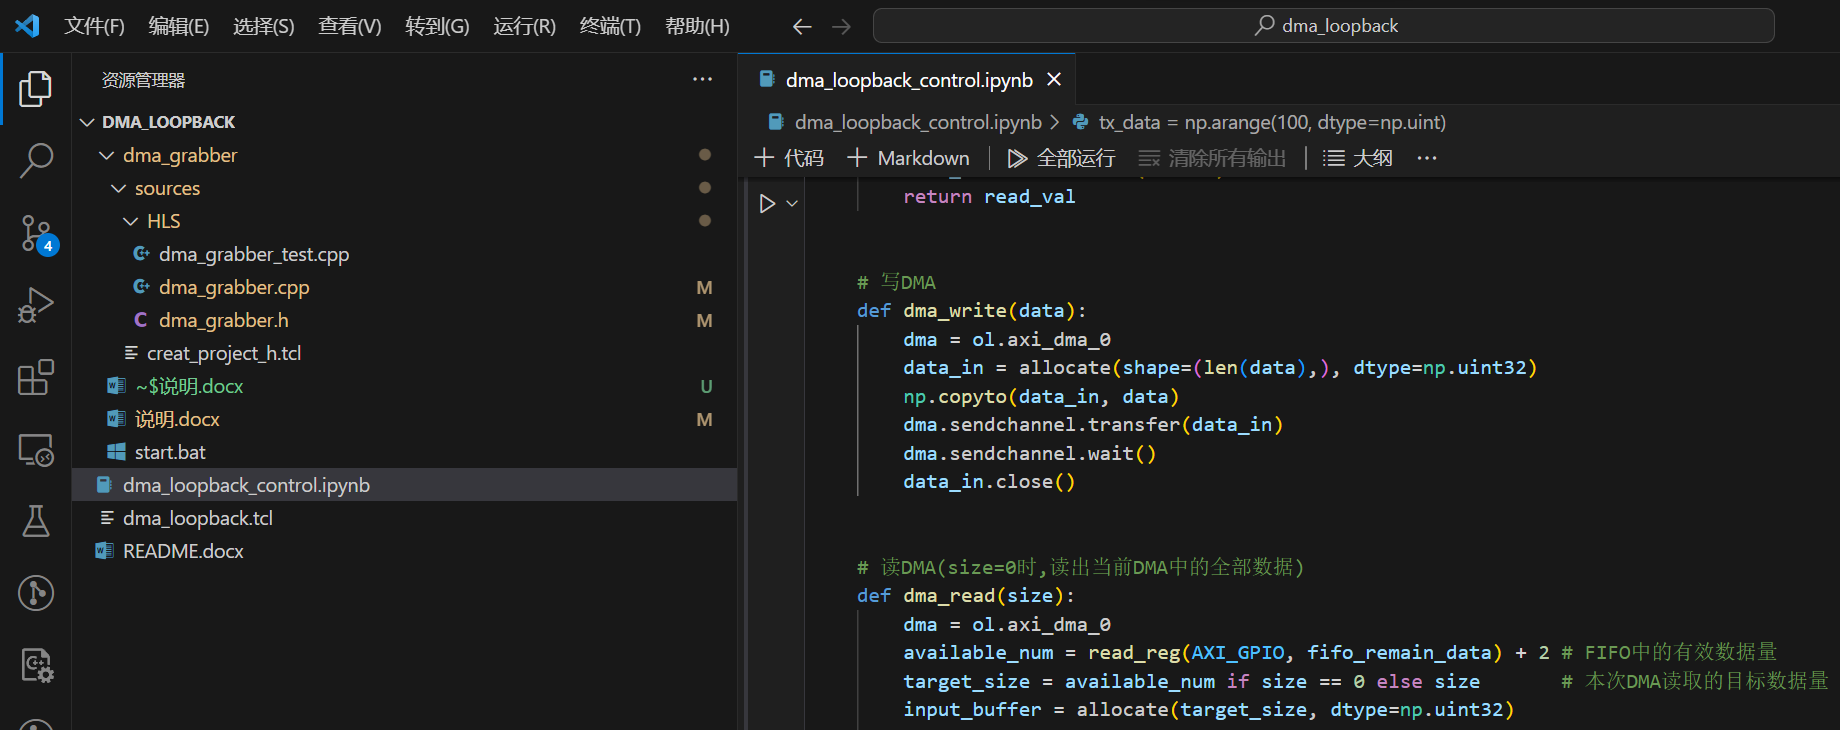 文件(F) 编辑(E) 选择(S) 查看(V) 转到(G) 运行(R) 终端(T) 帮助(H) dma_loopback
资源管理器
DMA_LOOPBACK
dma_grabber
sources
HLS
dma_grabber_test.cpp
dma_grabber.cpp M
dma_grabber.h M
creat_project_h.tcl
~$说明.docx U
说明.docx M
start.bat
dma_loopback_control.ipynb
dma_loopback.tcl
README.docx
4
dma_loopback_control.ipynb
dma_loopback_control.ipynb > tx_data = np.arange(100, dtype=np.uint)
代码 Markdown 全部运行 清除所有输出 大纲
return read_val
# 写DMA
def dma_write(data):
dma = ol.axi_dma_0
data_in = allocate(shape=(len(data),), dtype=np.uint32)
np.copyto(data_in, data)
dma.sendchannel.transfer(data_in)
dma.sendchannel.wait()
data_in.close()
# 读DMA(size=0时,读出当前DMA中的全部数据)
def dma_read(size):
dma = ol.axi_dma_0
available_num = read_reg(AXI_GPIO, fifo_remain_data) + 2 # FIFO中的有效数据量
target_size = available_num if size == 0 else size # 本次DMA读取的目标数据量
input_buffer = allocate(target_size, dtype=np.uint32)